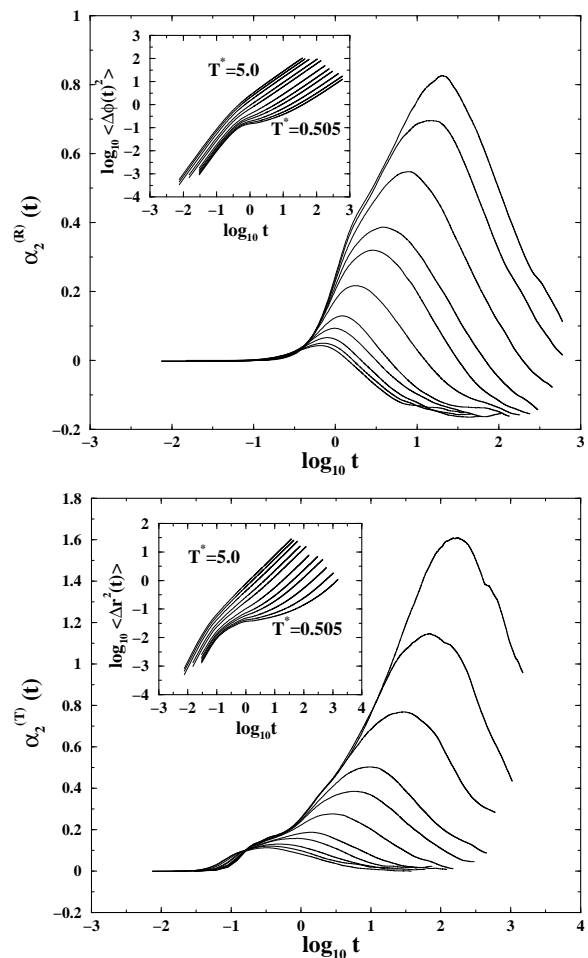 1
0.8
0.6
0.4
0.2
0
−0.2
α₂⁽ᴿ⁾(t)
−3 −2 −1 0 1 2 3
log₁₀ t
3
2
1
0
−1
−2
−3
−4
log₁₀ <Δϕ(t)²>
T*=5.0
T*=0.505
−3 −2 −1 0 1 2 3
log₁₀ t
1.8
1.6
1.4
1.2
1.0
0.8
0.6
0.4
0.2
0
−0.2
α₂⁽ᵀ⁾(t)
−3 −2 −1 0 1 2 3 4
log₁₀ t
2
1
0
−1
−2
−3
−4
log₁₀ <Δr²(t)>
T*=5.0
T*=0.505
−3 −2 −1 0 1 2 3 4
log₁₀t